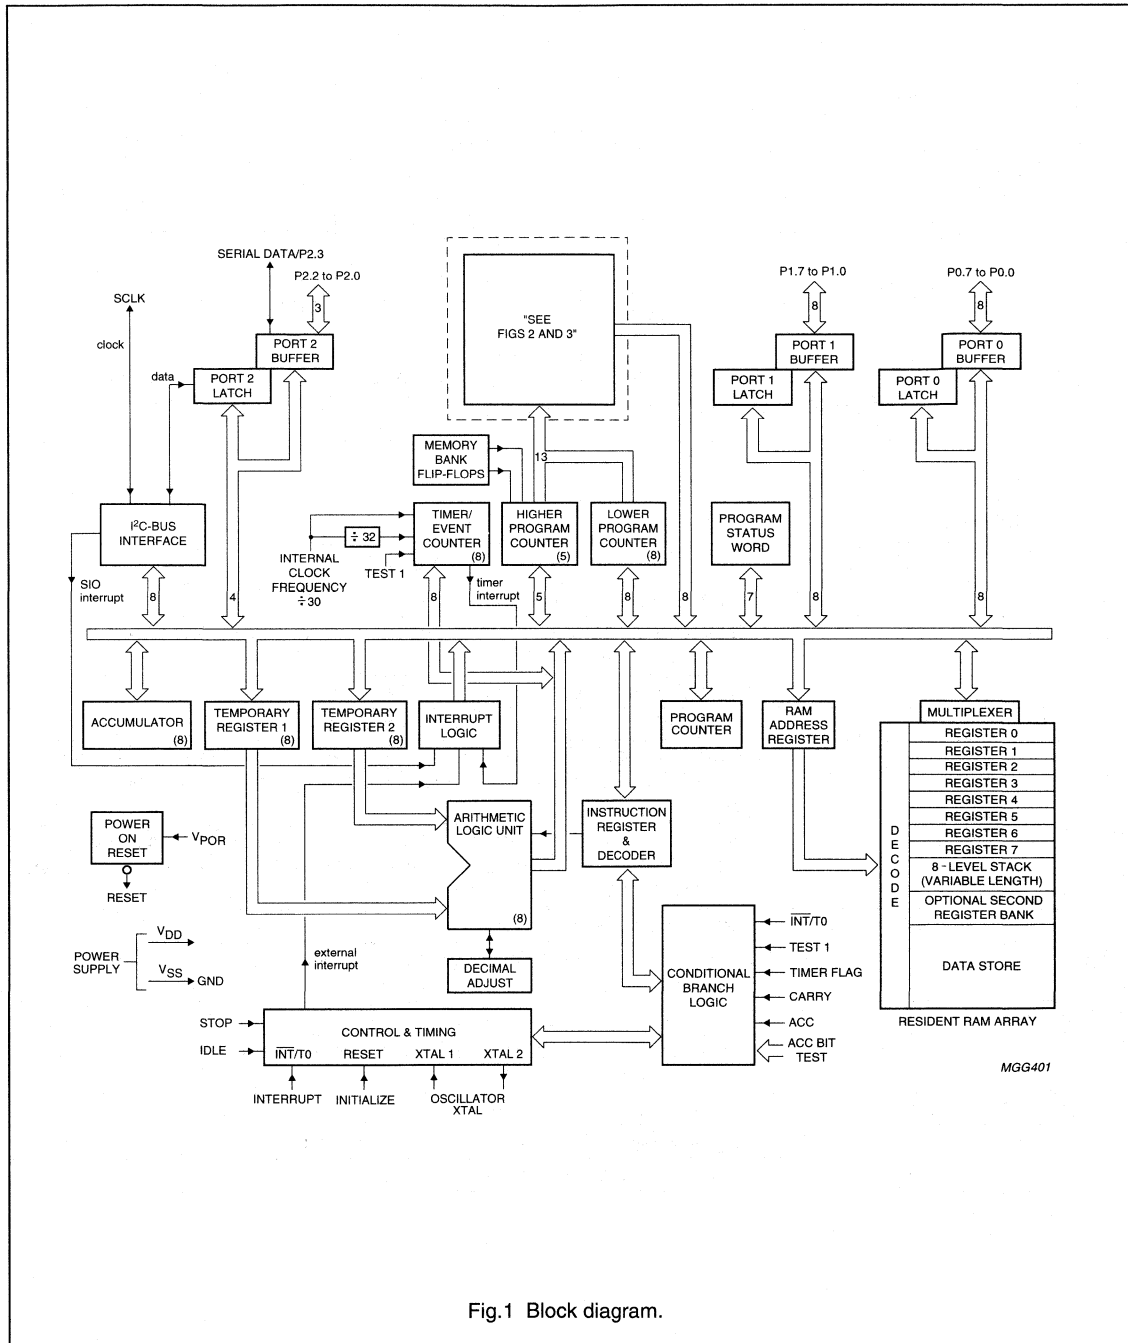 SERIAL DATA/P2.3
P2.2 to P2.0
3
SCLK
clock
data
PORT 2
BUFFER
PORT 2
LATCH
"SEE
FIGS 2 AND 3"
P1.7 to P1.0
8
PORT 1
BUFFER
PORT 1
LATCH
P0.7 to P0.0
8
PORT 0
BUFFER
PORT 0
LATCH
MEMORY
BANK
FLIP-FLOPS
13
I²C-BUS
INTERFACE
÷ 32
INTERNAL
CLOCK
FREQUENCY
÷30
TEST 1
TIMER/
EVENT
COUNTER
(8)
HIGHER
PROGRAM
COUNTER
(5)
LOWER
PROGRAM
COUNTER
(8)
PROGRAM
STATUS
WORD
SIO
interrupt
8
4
8
timer
interrupt
5
8
8
7
8
8
ACCUMULATOR
(8)
TEMPORARY
REGISTER 1
(8)
TEMPORARY
REGISTER 2
(8)
INTERRUPT
LOGIC
PROGRAM
COUNTER
RAM
ADDRESS
REGISTER
MULTIPLEXER
REGISTER 0
REGISTER 1
REGISTER 2
REGISTER 3
REGISTER 4
REGISTER 5
REGISTER 6
REGISTER 7
8 - LEVEL STACK
(VARIABLE LENGTH)
OPTIONAL SECOND
REGISTER BANK
DATA STORE
DECODE
RESIDENT RAM ARRAY
POWER
ON
RESET
VPOR
RESET
ARITHMETIC
LOGIC UNIT
(8)
INSTRUCTION
REGISTER
&
DECODER
POWER
SUPPLY
VDD
VSS
GND
external
interrupt
DECIMAL
ADJUST
CONDITIONAL
BRANCH
LOGIC
INT/T0
TEST 1
TIMER FLAG
CARRY
ACC
ACC BIT
TEST
STOP
IDLE
CONTROL & TIMING
INT/T0 RESET XTAL 1 XTAL 2
INTERRUPT
INITIALIZE
OSCILLATOR
XTAL
MGG401
Fig.1 Block diagram.